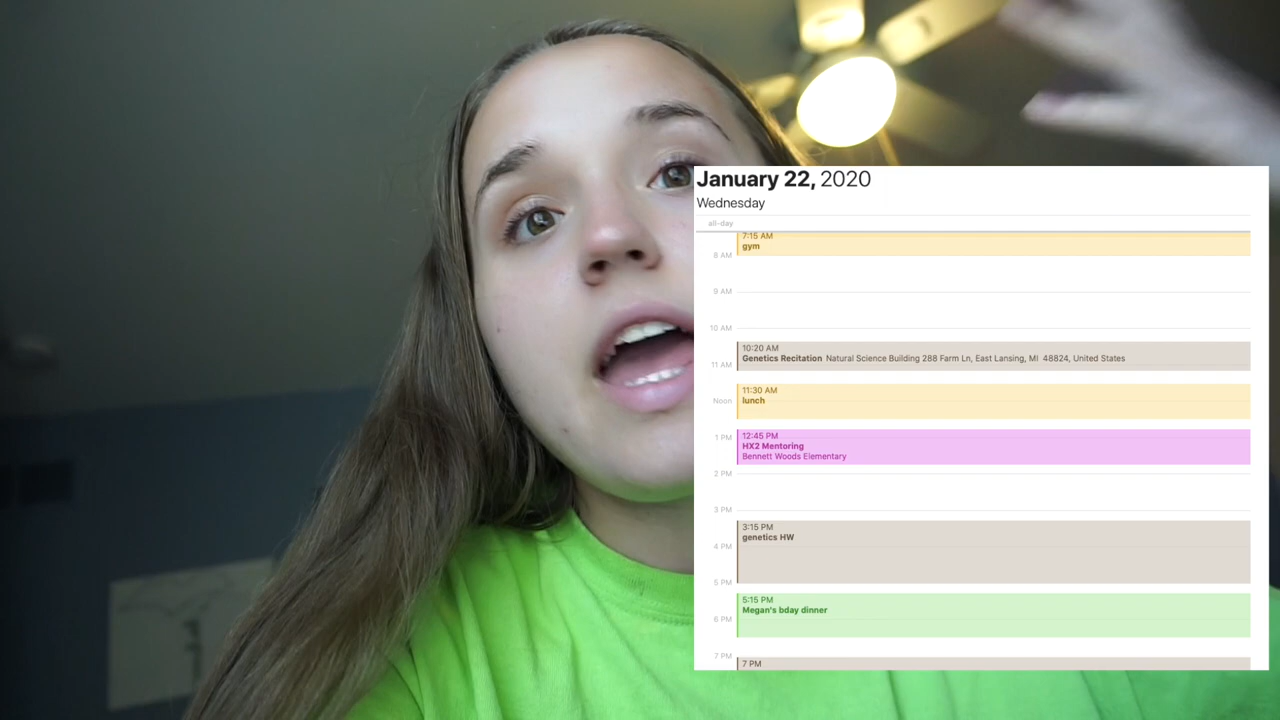 January 22, 2020
Wednesday
all-day
7:15 AM
gym
8 AM
9 AM
10 AM
10:20 AM
Genetics Recitation Natural Science Building 288 Farm Ln, East Lansing, MI 48824, United States
11 AM
11:30 AM
lunch
Noon
12:45 PM
1 PM
HX2 Mentoring
Bennett Woods Elementary
2 PM
3 PM
3:15 PM
genetics HW
4 PM
5 PM
5:15 PM
Megan's bday dinner
6 PM
7 PM
7 PM